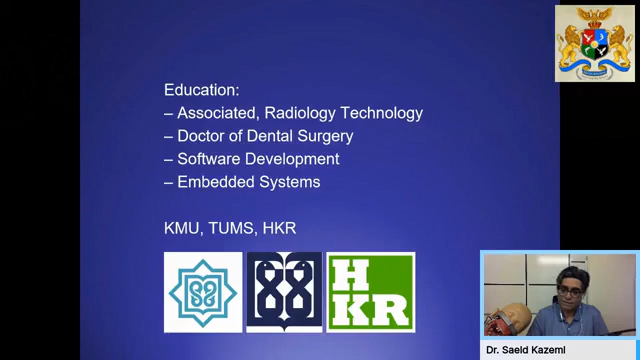 Education:
– Associated, Radiology Technology
– Doctor of Dental Surgery
– Software Development
– Embedded Systems
KMU, TUMS, HKR
H
KR
Dr. Saeid Kazemi